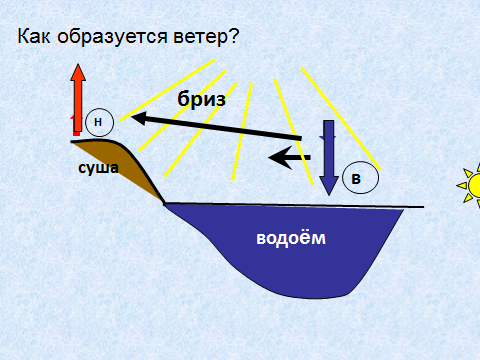 Как образуется ветер?
бриз
н
суша
в
водоём